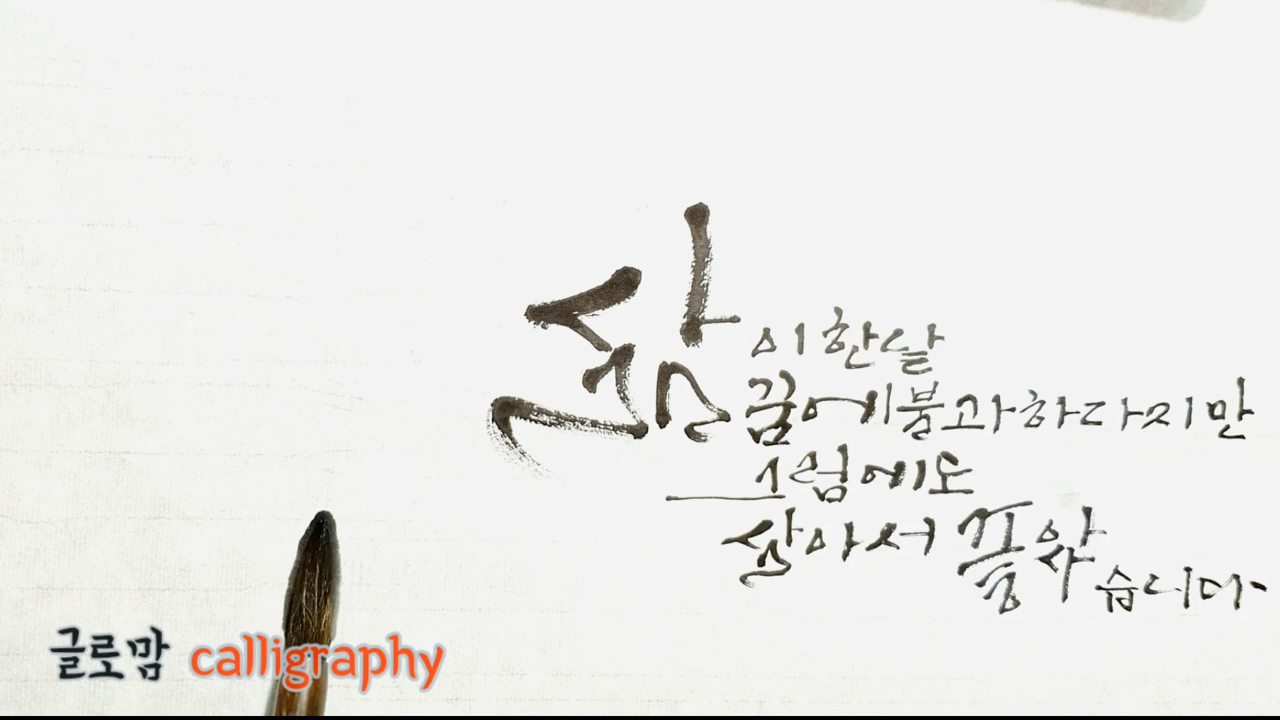 삶이 한낱
꿈에 불과하다지만
그럼에도
살아서 좋았습니다
글로맘 calligraphy